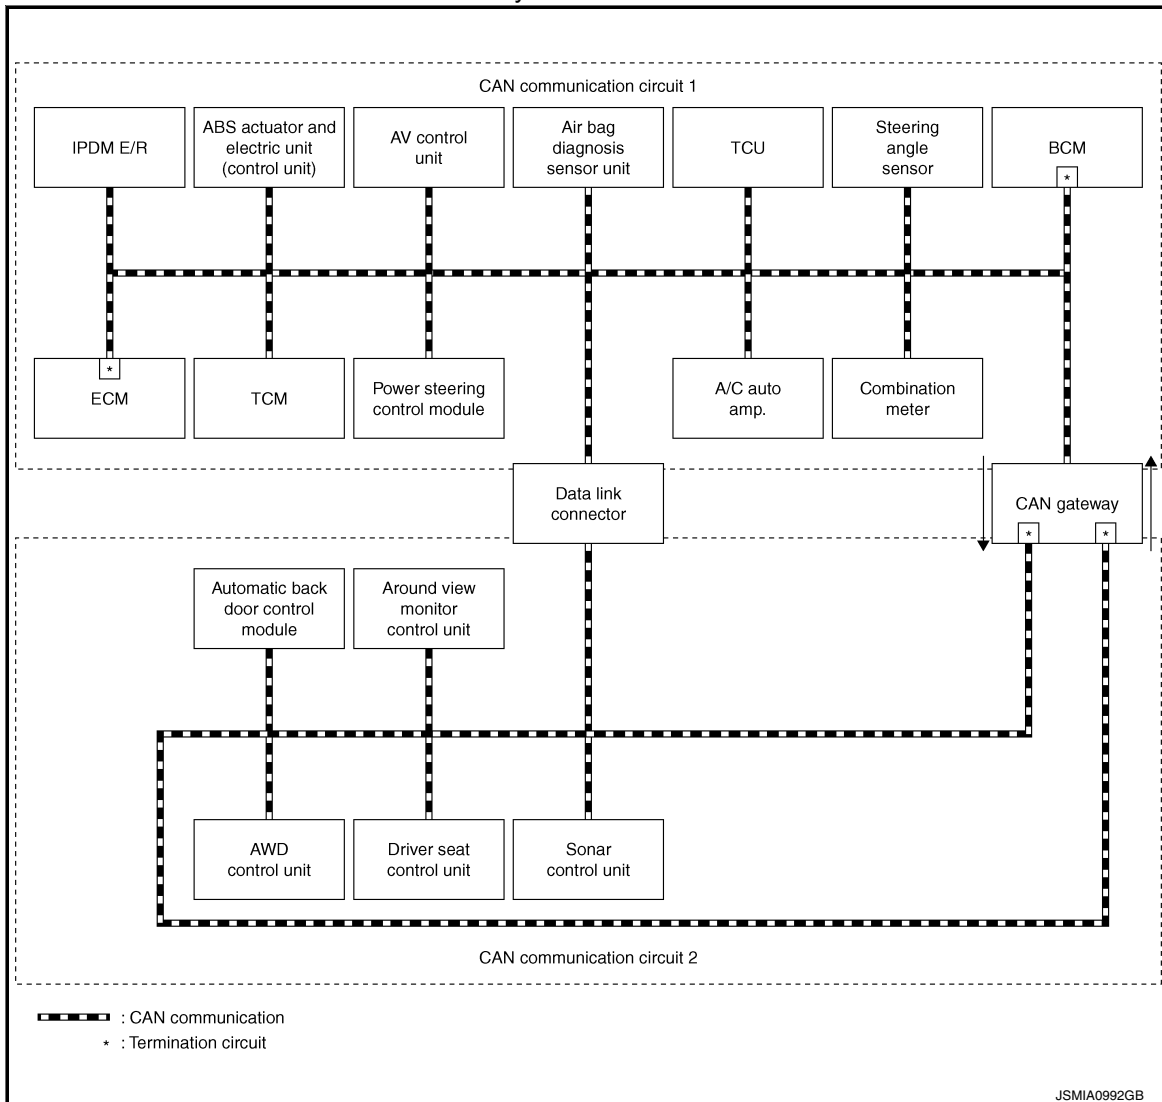 CAN communication circuit 1
IPDM E/R
ABS actuator and
electric unit
(control unit)
AV control
unit
Air bag
diagnosis
sensor unit
TCU
Steering
angle
sensor
BCM
*
*
ECM
TCM
Power steering
control module
A/C auto
amp.
Combination
meter
Data link
connector
CAN gateway
* *
Automatic back
door control
module
Around view
monitor
control unit
AWD
control unit
Driver seat
control unit
Sonar
control unit
CAN communication circuit 2
: CAN communication
* : Termination circuit
JSMIA0992GB